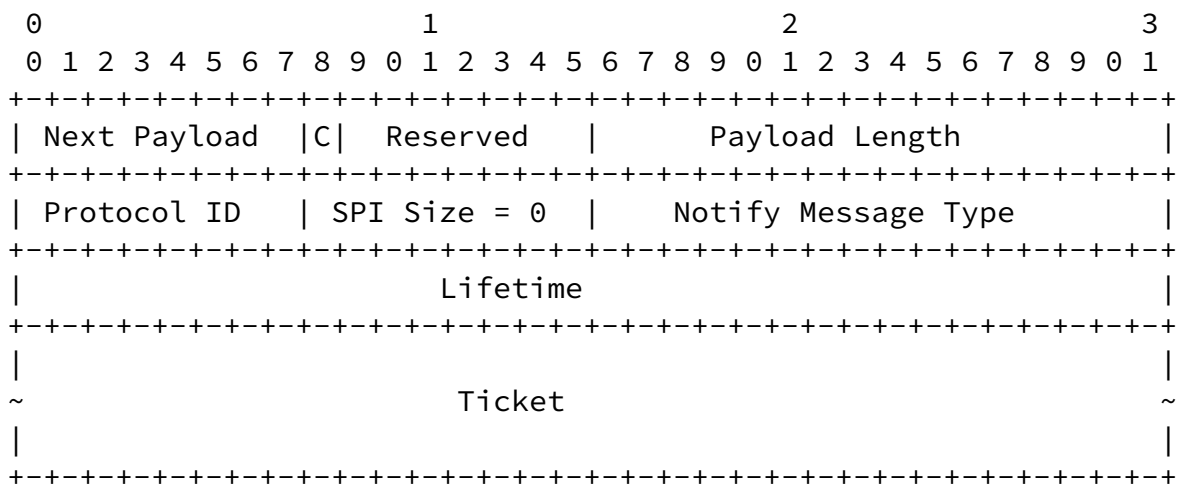 0                   1                   2                   3
 0 1 2 3 4 5 6 7 8 9 0 1 2 3 4 5 6 7 8 9 0 1 2 3 4 5 6 7 8 9 0 1
+-+-+-+-+-+-+-+-+-+-+-+-+-+-+-+-+-+-+-+-+-+-+-+-+-+-+-+-+-+-+-+-+
| Next Payload  |C|  Reserved   |      Payload Length           |
+-+-+-+-+-+-+-+-+-+-+-+-+-+-+-+-+-+-+-+-+-+-+-+-+-+-+-+-+-+-+-+-+
| Protocol ID   | SPI Size = 0  |    Notify Message Type        |
+-+-+-+-+-+-+-+-+-+-+-+-+-+-+-+-+-+-+-+-+-+-+-+-+-+-+-+-+-+-+-+-+
|                       Lifetime                                |
+-+-+-+-+-+-+-+-+-+-+-+-+-+-+-+-+-+-+-+-+-+-+-+-+-+-+-+-+-+-+-+-+
|                                                               |
~                        Ticket                                 ~
|                                                               |
+-+-+-+-+-+-+-+-+-+-+-+-+-+-+-+-+-+-+-+-+-+-+-+-+-+-+-+-+-+-+-+-+